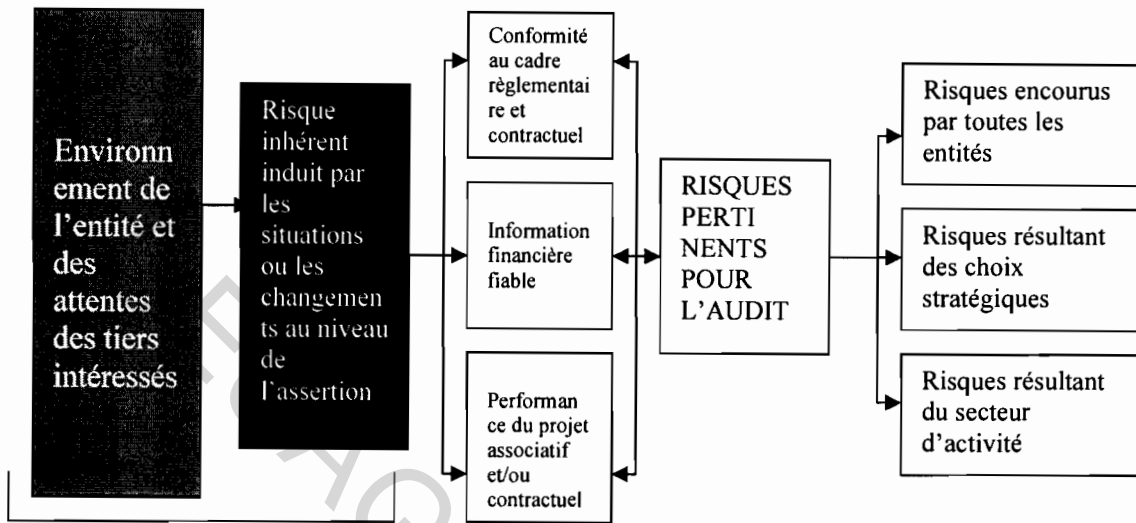 Environn
ement de
l'entité et
des
attentes
des tiers
intéressés
Risque
inhérent
induit par
les
situations
ou les
changemen
ts au niveau
de
l'assertion
Conformité
au cadre
règlementai
re et
contractuel
Information
financière
fiable
Performan
ce du projet
associatif
et/ou
contractuel
RISQUES
PERTI
NENTS
POUR
L'AUDIT
Risques encourus
par toutes les
entités
Risques résultant
des choix
stratégiques
Risques résultant
du secteur
d'activité